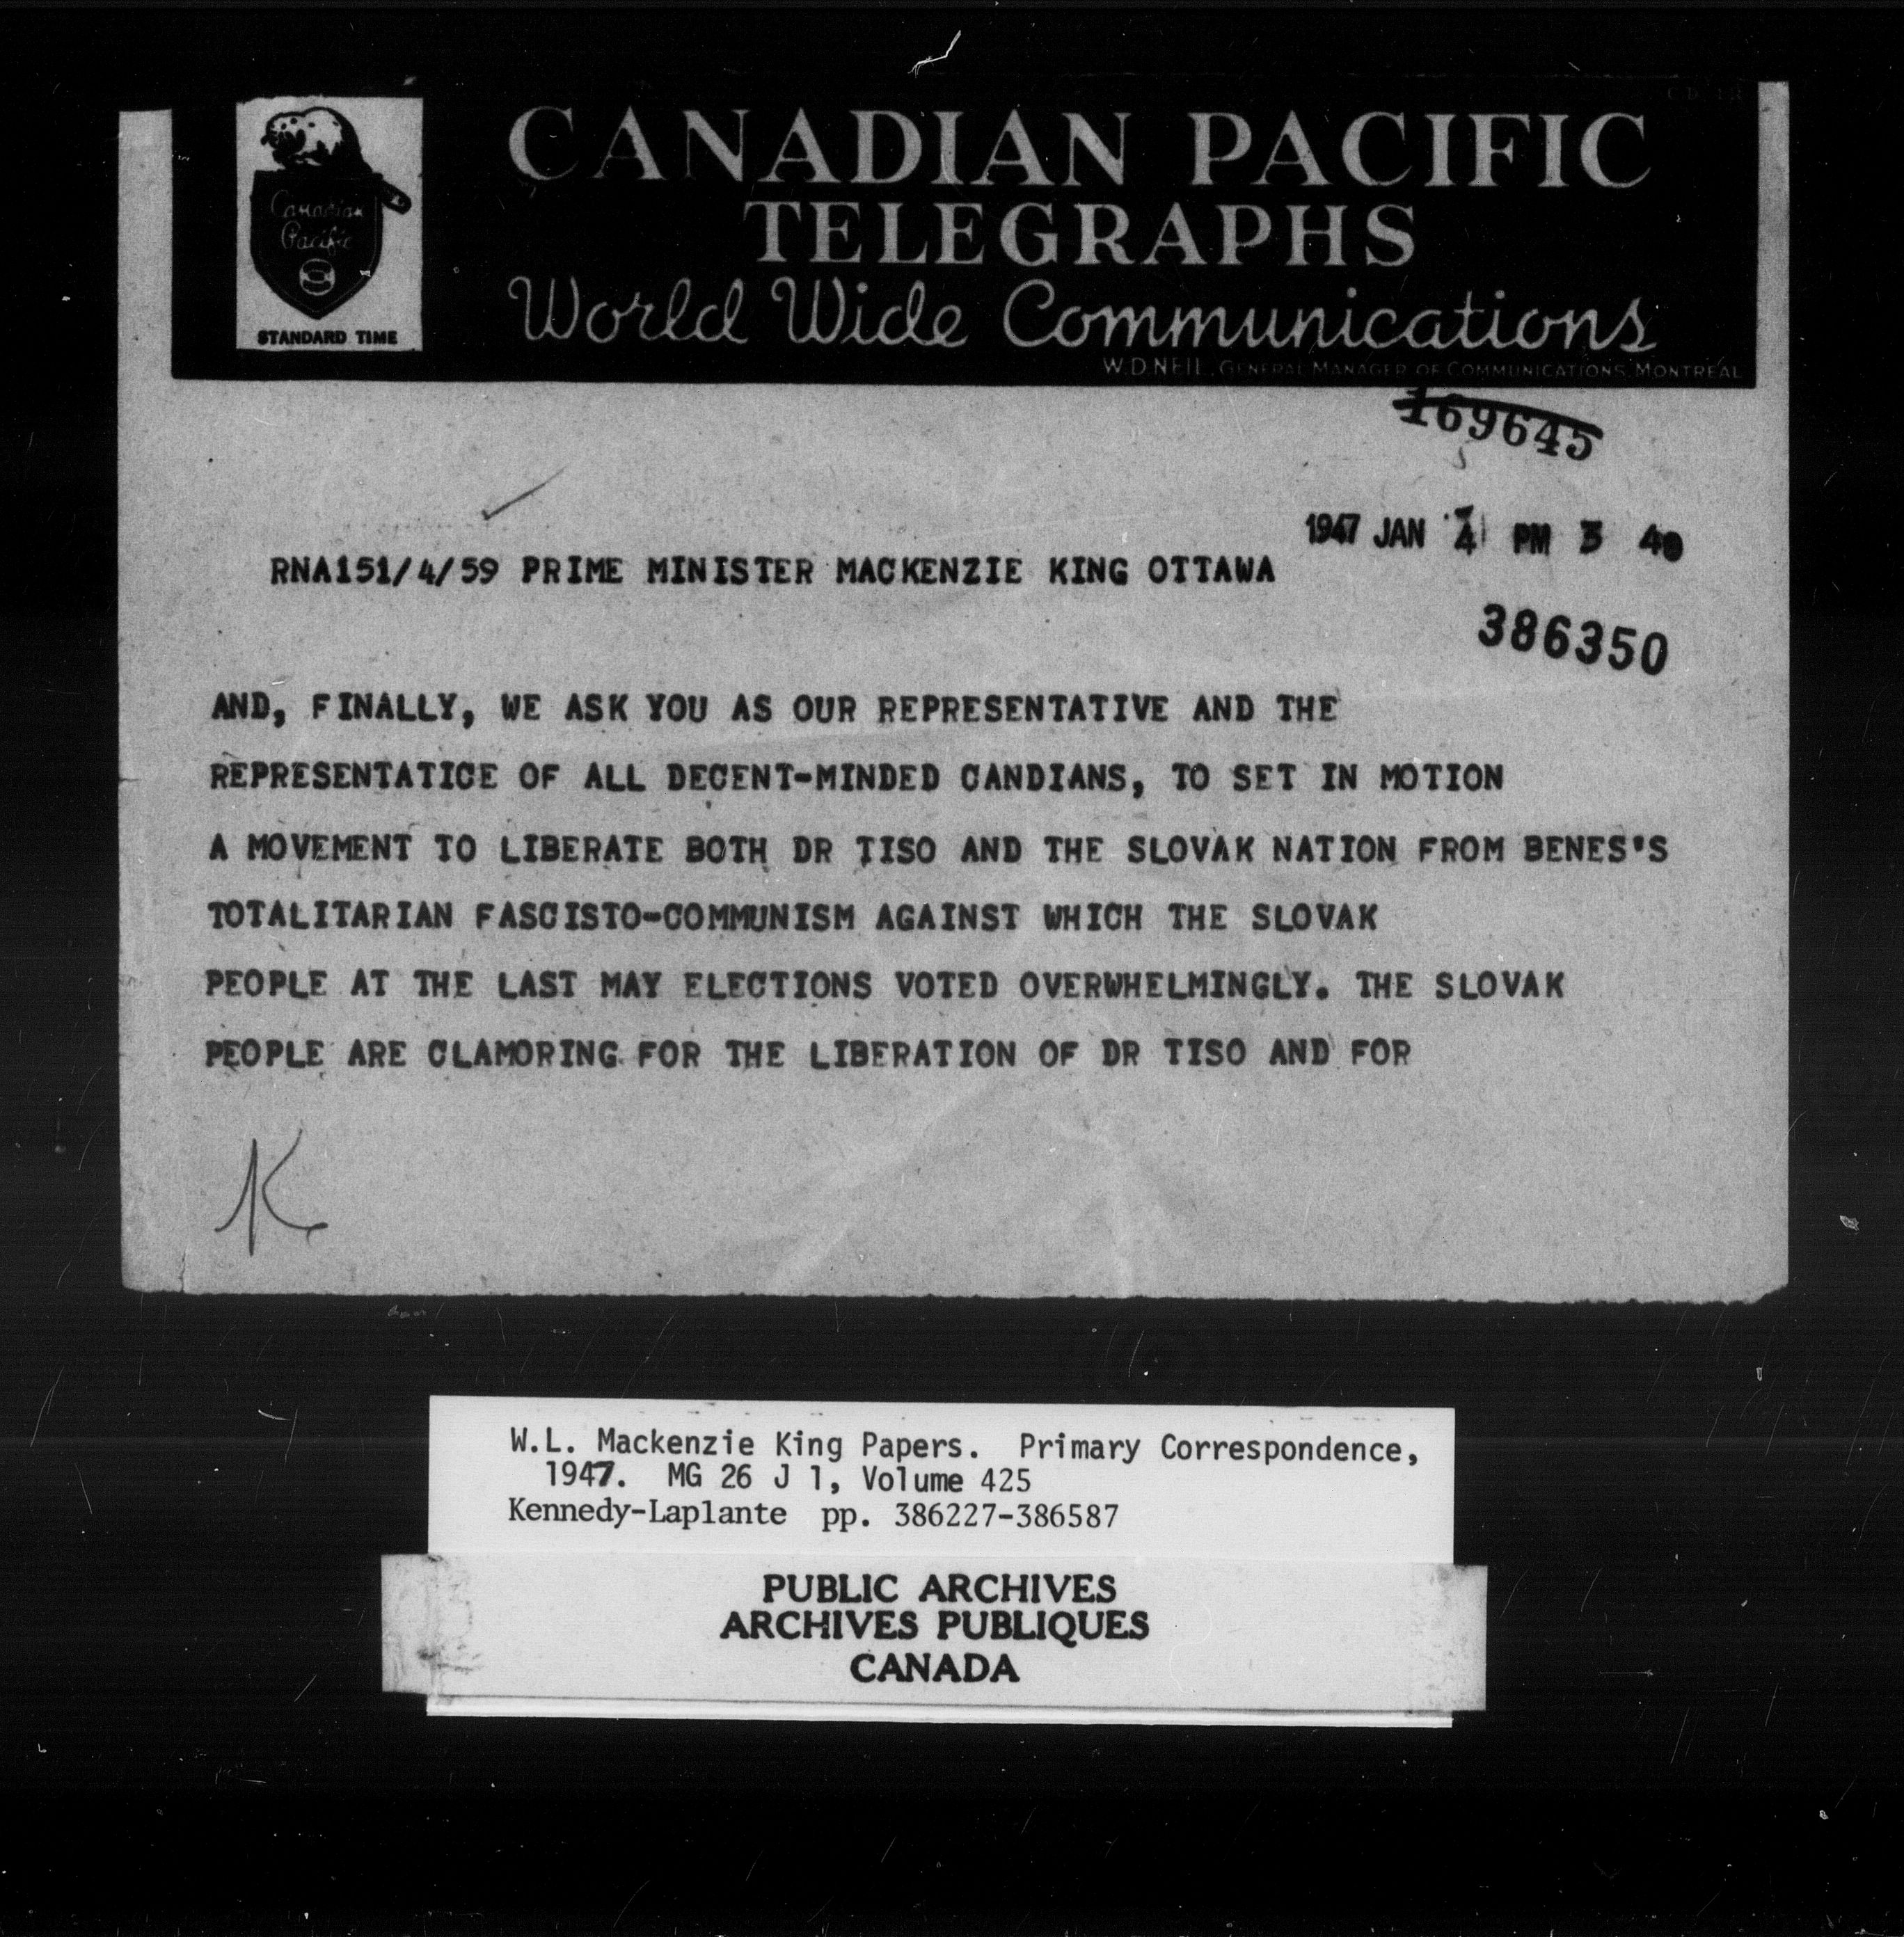 CANADIAN PACIFIC
TELEGRAPHS
World Wide Communications
W.D. NEIL, GENERAL MANAGER OF COMMUNICATIONS, MONTREAL
Canadian
Pacific
STANDARD TIME
169645
1947 JAN 4 PM 3 40
RNA151/4/59 PRIME MINISTER MACKENZIE KING OTTAWA
386350
AND, FINALLY, WE ASK YOU AS OUR REPRESENTATIVE AND THE
REPRESENTATICE OF ALL DECENT-MINDED CANDIANS, TO SET IN MOTION
A MOVEMENT TO LIBERATE BOTH DR TISO AND THE SLOVAK NATION FROM BENES'S
TOTALITARIAN FASCISTO-COMMUNISM AGAINST WHICH THE SLOVAK
PEOPLE AT THE LAST MAY ELECTIONS VOTED OVERWHELMINGLY. THE SLOVAK
PEOPLE ARE CLAMORING FOR THE LIBERATION OF DR TISO AND FOR
K
W.L. Mackenzie King Papers. Primary Correspondence,
1947. MG 26 J 1, Volume 425
Kennedy-Laplante pp. 386227-386587
PUBLIC ARCHIVES
ARCHIVES PUBLIQUES
CANADA